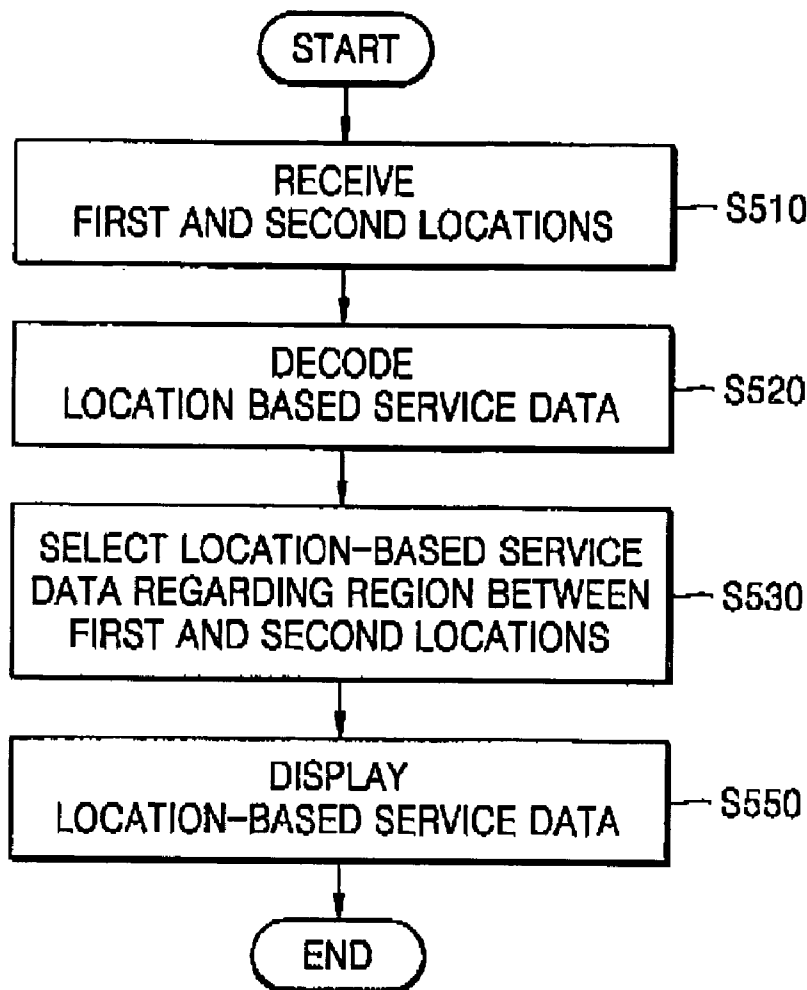 START
RECEIVE
FIRST AND SECOND LOCATIONS
S510
DECODE
LOCATION BASED SERVICE DATA
S520
SELECT LOCATION-BASED SERVICE
DATA REGARDING REGION BETWEEN
FIRST AND SECOND LOCATIONS
S530
DISPLAY
LOCATION-BASED SERVICE DATA
S550
END